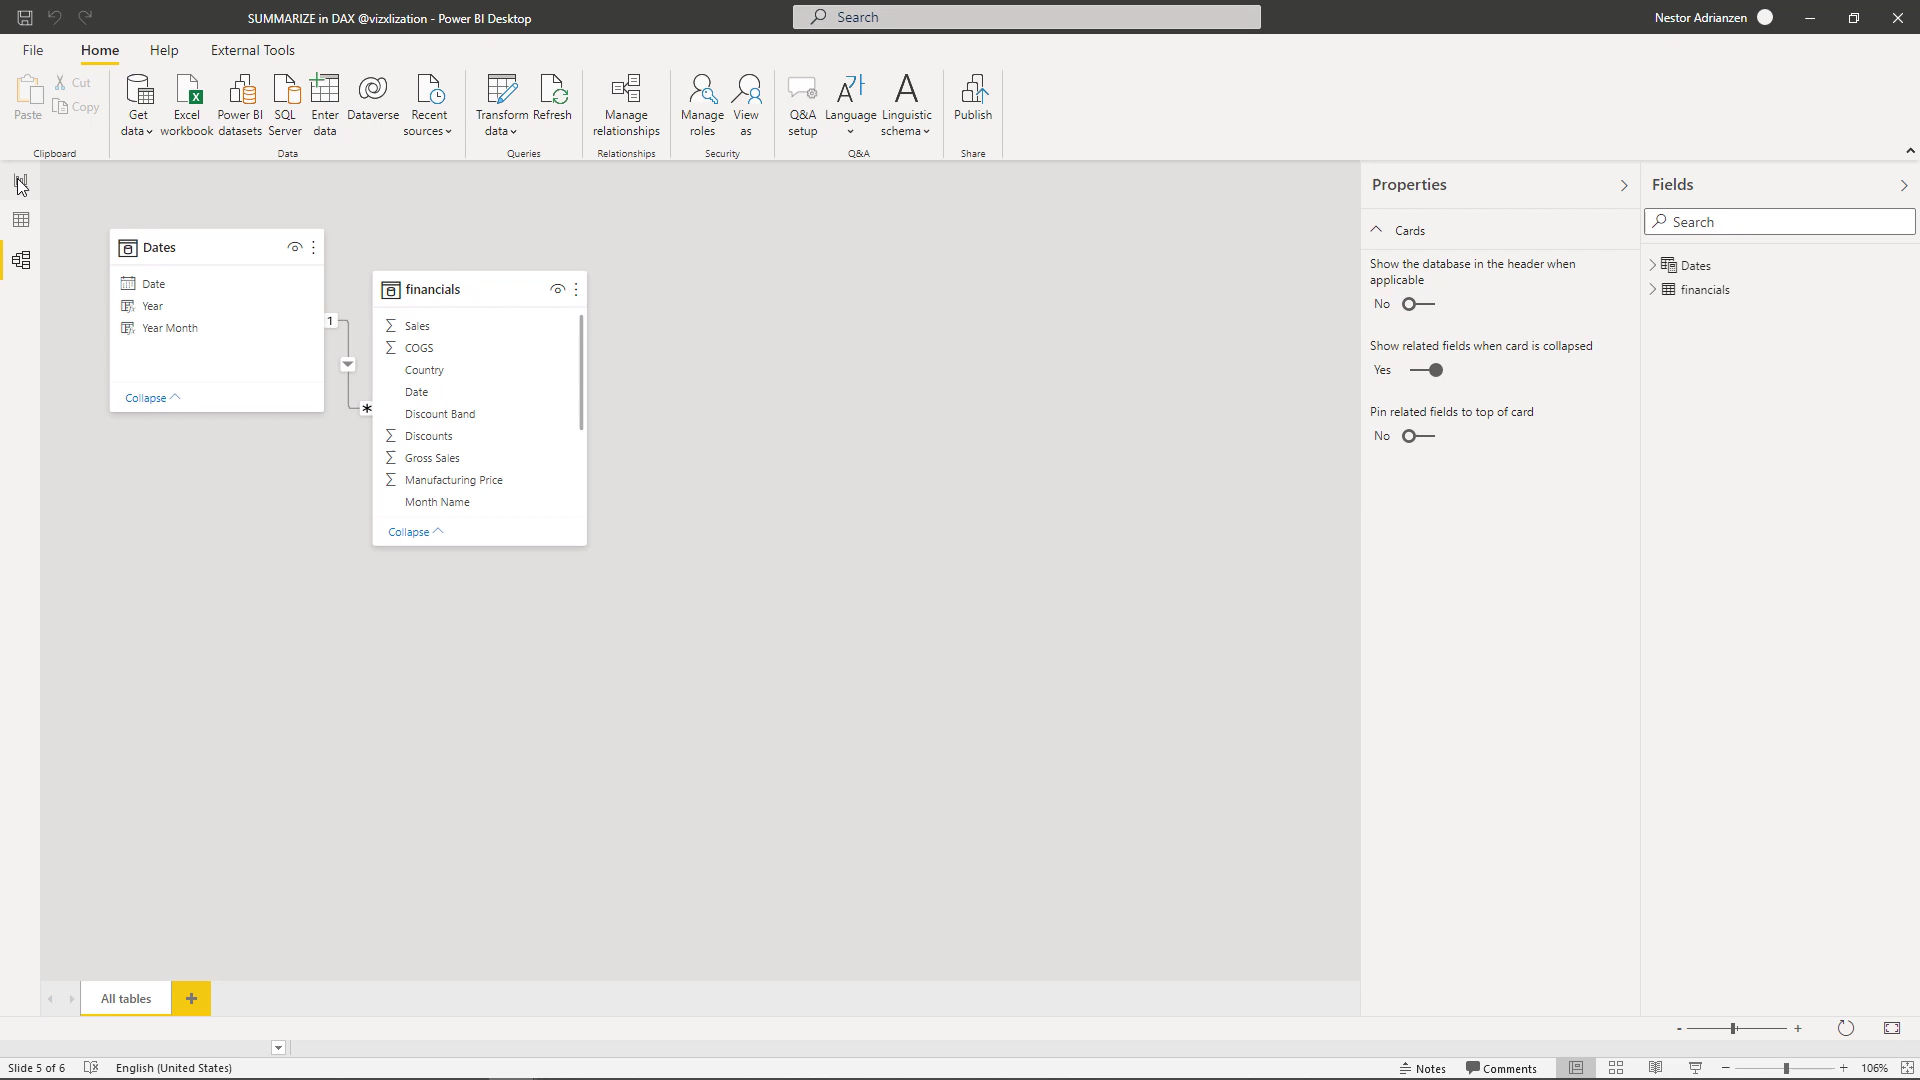 SUMMARIZE in DAX @vizxlization - Power BI Desktop
Search
Nestor Adrianzen
File
Home
Help
External Tools
Paste
Cut
Copy
Get data
Excel workbook
Power BI datasets
SQL Server
Enter data
Dataverse
Recent sources
Transform data
Refresh
Manage relationships
Manage roles
View as
Q&A setup
Language
Linguistic schema
Publish
Clipboard
Data
Queries
Relationships
Security
Q&A
Share
Dates
Date
Year
Year Month
Collapse
1
*
financials
Sales
COGS
Country
Date
Discount Band
Discounts
Gross Sales
Manufacturing Price
Month Name
Collapse
Properties
Cards
Show the database in the header when
applicable
No
Show related fields when card is collapsed
Yes
Pin related fields to top of card
No
Fields
Search
Dates
financials
All tables
+
- +
Slide 5 of 6
English (United States)
Notes
Comments
- +
106%